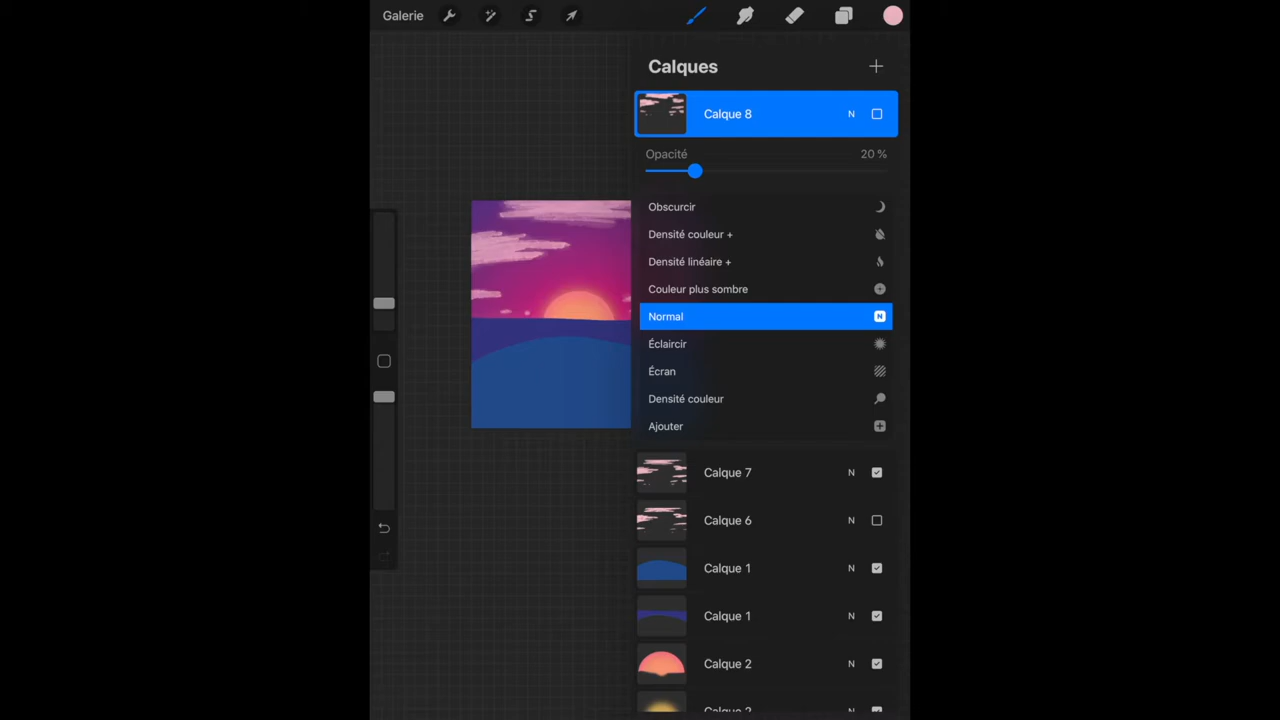 Galerie
Calques
Calque 8 N
Opacité 20 %
Obscurcir
Densité couleur +
Densité linéaire +
Couleur plus sombre
Normal N
Éclaircir
Écran
Densité couleur
Ajouter
Calque 7 N
Calque 6 N
Calque 1 N
Calque 1 N
Calque 2 N